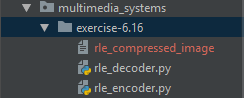 multimedia_systems
exercise-6.16
rle_compressed_image
rle_decoder.py
rle_encoder.py